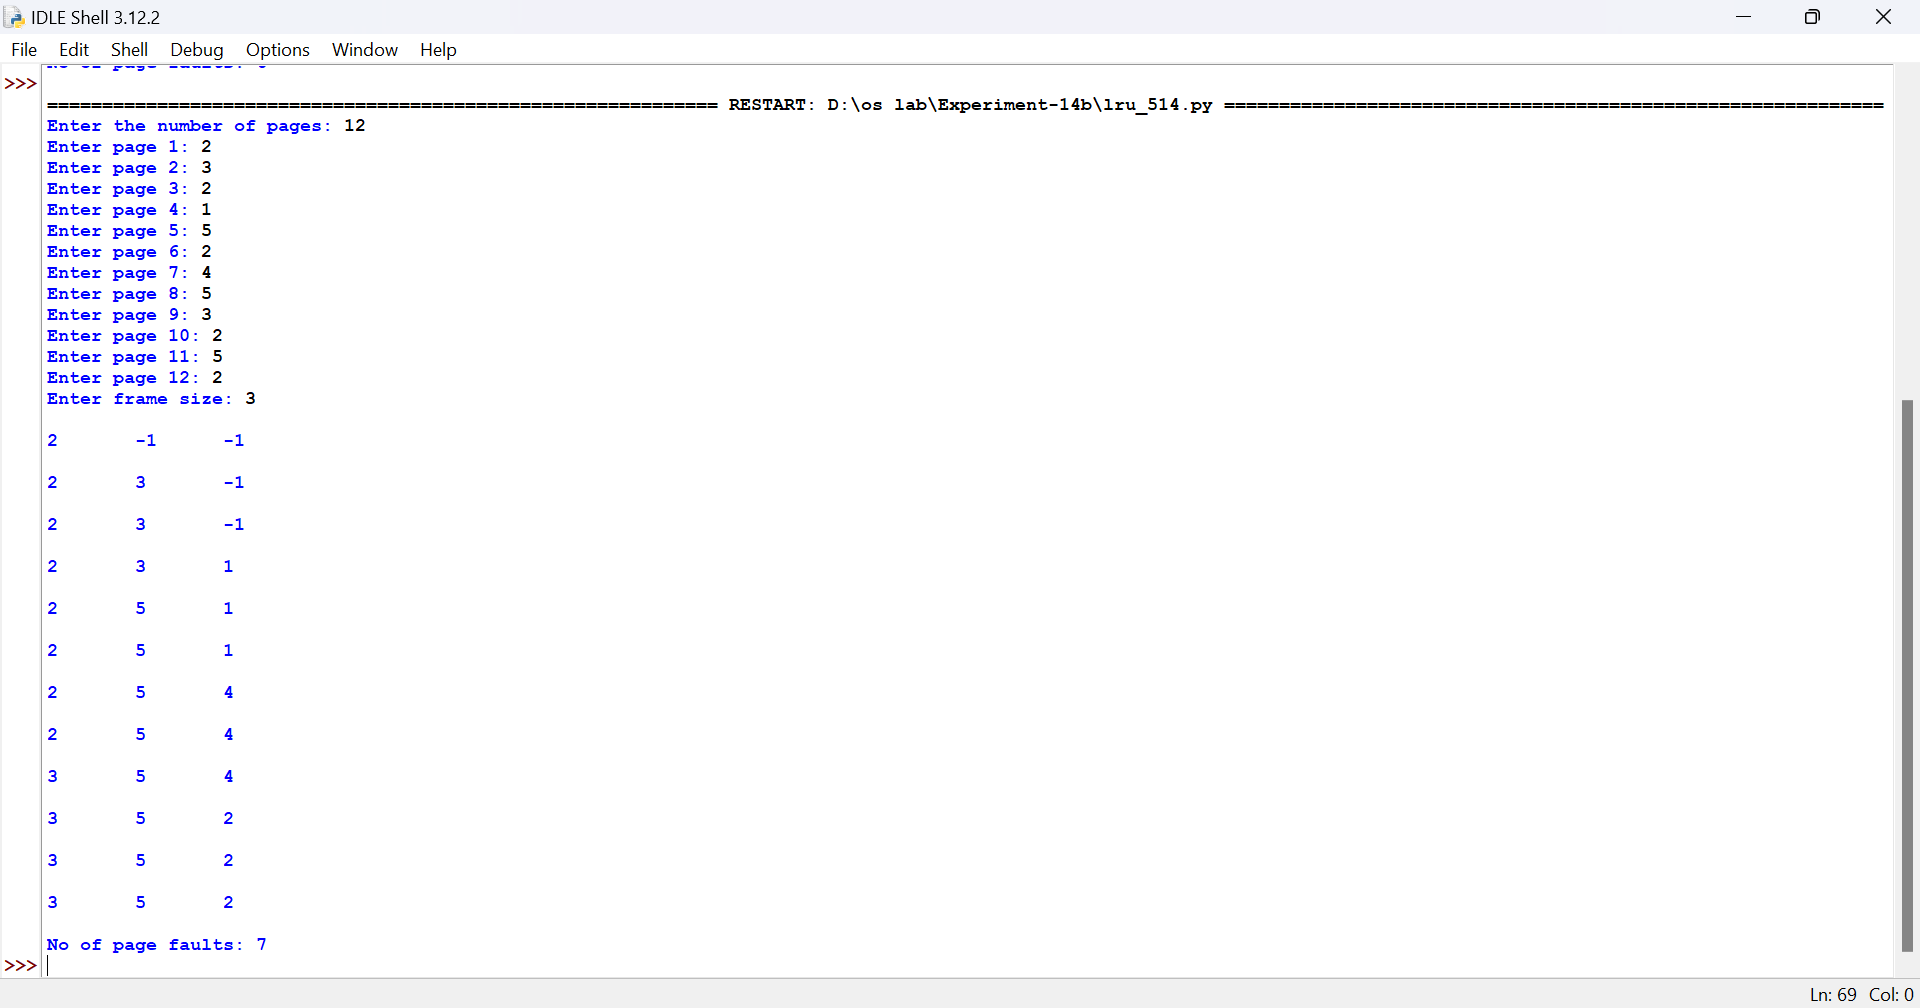 IDLE Shell 3.12.2
File Edit Shell Debug Options Window Help
>>>
============================================================= RESTART: D:\os lab\Experiment-14b\lru_514.py ============================================================
Enter the number of pages: 12
Enter page 1: 2
Enter page 2: 3
Enter page 3: 2
Enter page 4: 1
Enter page 5: 5
Enter page 6: 2
Enter page 7: 4
Enter page 8: 5
Enter page 9: 3
Enter page 10: 2
Enter page 11: 5
Enter page 12: 2
Enter frame size: 3
2 -1 -1
2 3 -1
2 3 -1
2 3 1
2 5 1
2 5 1
2 5 4
2 5 4
3 5 4
3 5 2
3 5 2
3 5 2
No of page faults: 7
>>>
Ln: 69 Col: 0